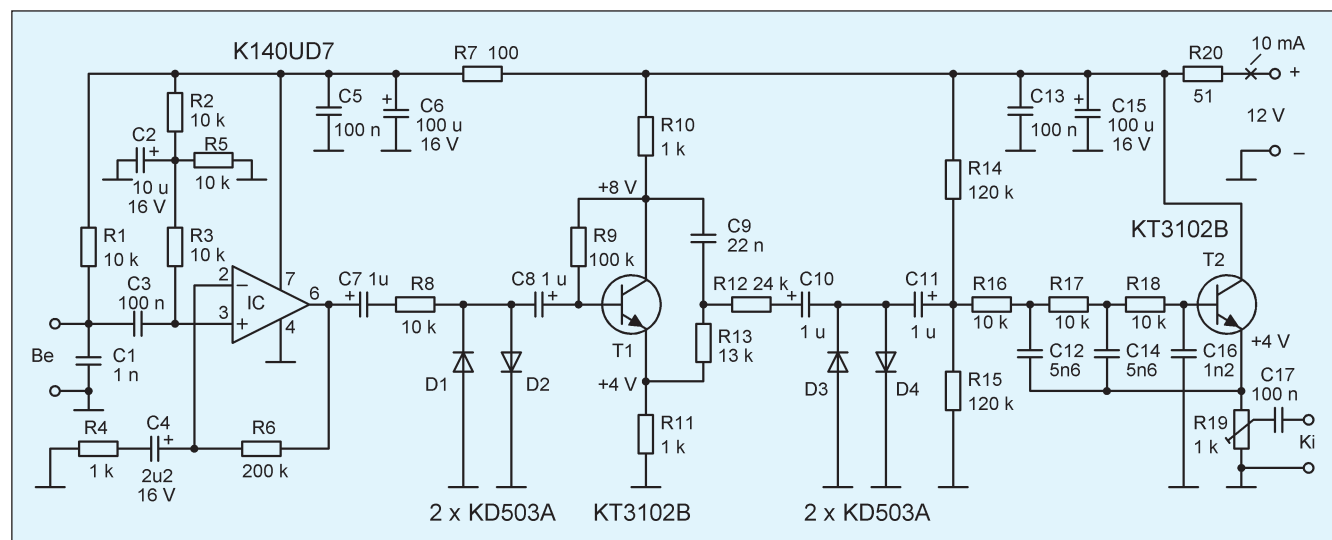 K140UD7
R7 100
R20
10 mA
+
51
12 V
–
R2
10 k
C2
+
10 u
16 V
R5
10 k
C5
100 n
+
C6
100 u
16 V
R10
1 k
C13
100 n
+
C15
100 u
16 V
R14
120 k
+8 V
KT3102B
R1
10 k
R3
10 k
C3
100 n
2
3
–
+
IC
7
6
4
C7 1u
+
R8
10 k
C8 1 u
+
R9
100 k
T1
C9
22 n
R12 24 k
R13
13 k
+
C10
1 u
C11
+
1 u
R16
10 k
R17
10 k
R18
10 k
T2
+4 V
Be
C1
1 n
D1
D2
+4 V
R11
1 k
D3
D4
R15
120 k
C12
5n6
C14
5n6
C16
1n2
C17
100 n
R19
1 k
Ki
R4
1 k
C4
+
2u2
16 V
R6
200 k
2 x KD503A
KT3102B
2 x KD503A